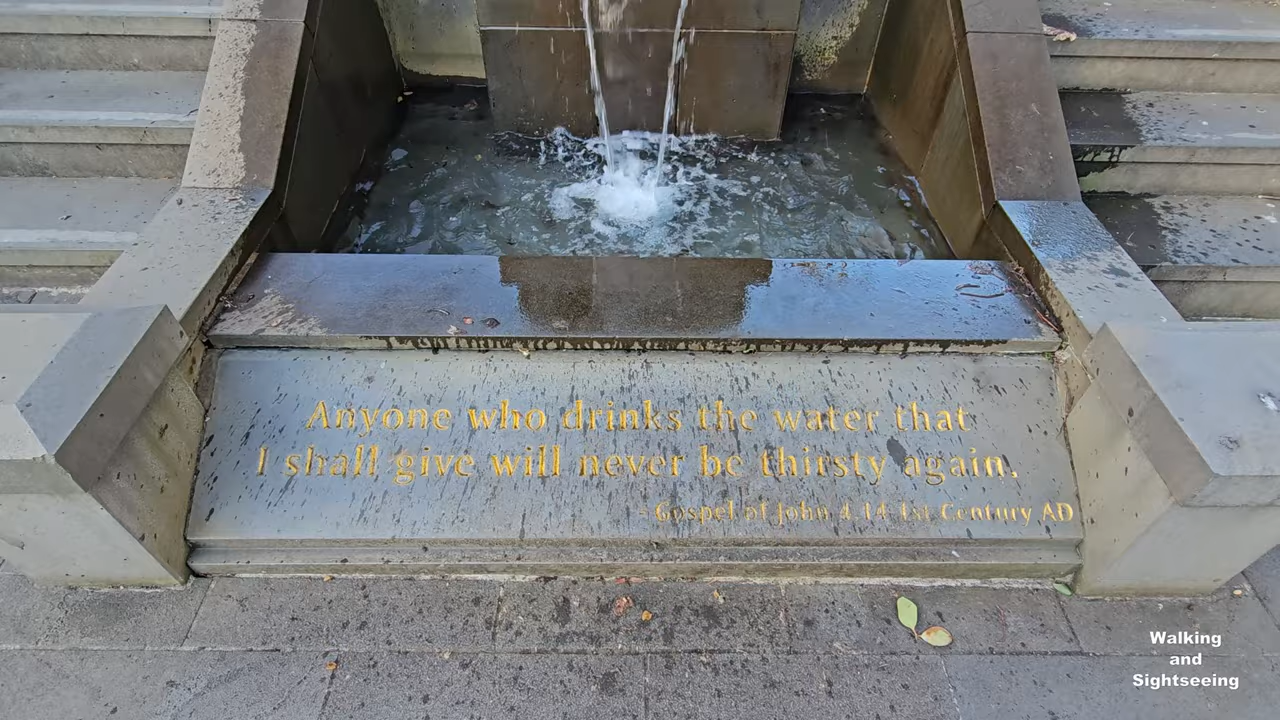 Anyone who drinks the water that
I shall give will never be thirsty again.
- Gospel of John 4.14 1st Century AD
Walking
and
Sightseeing